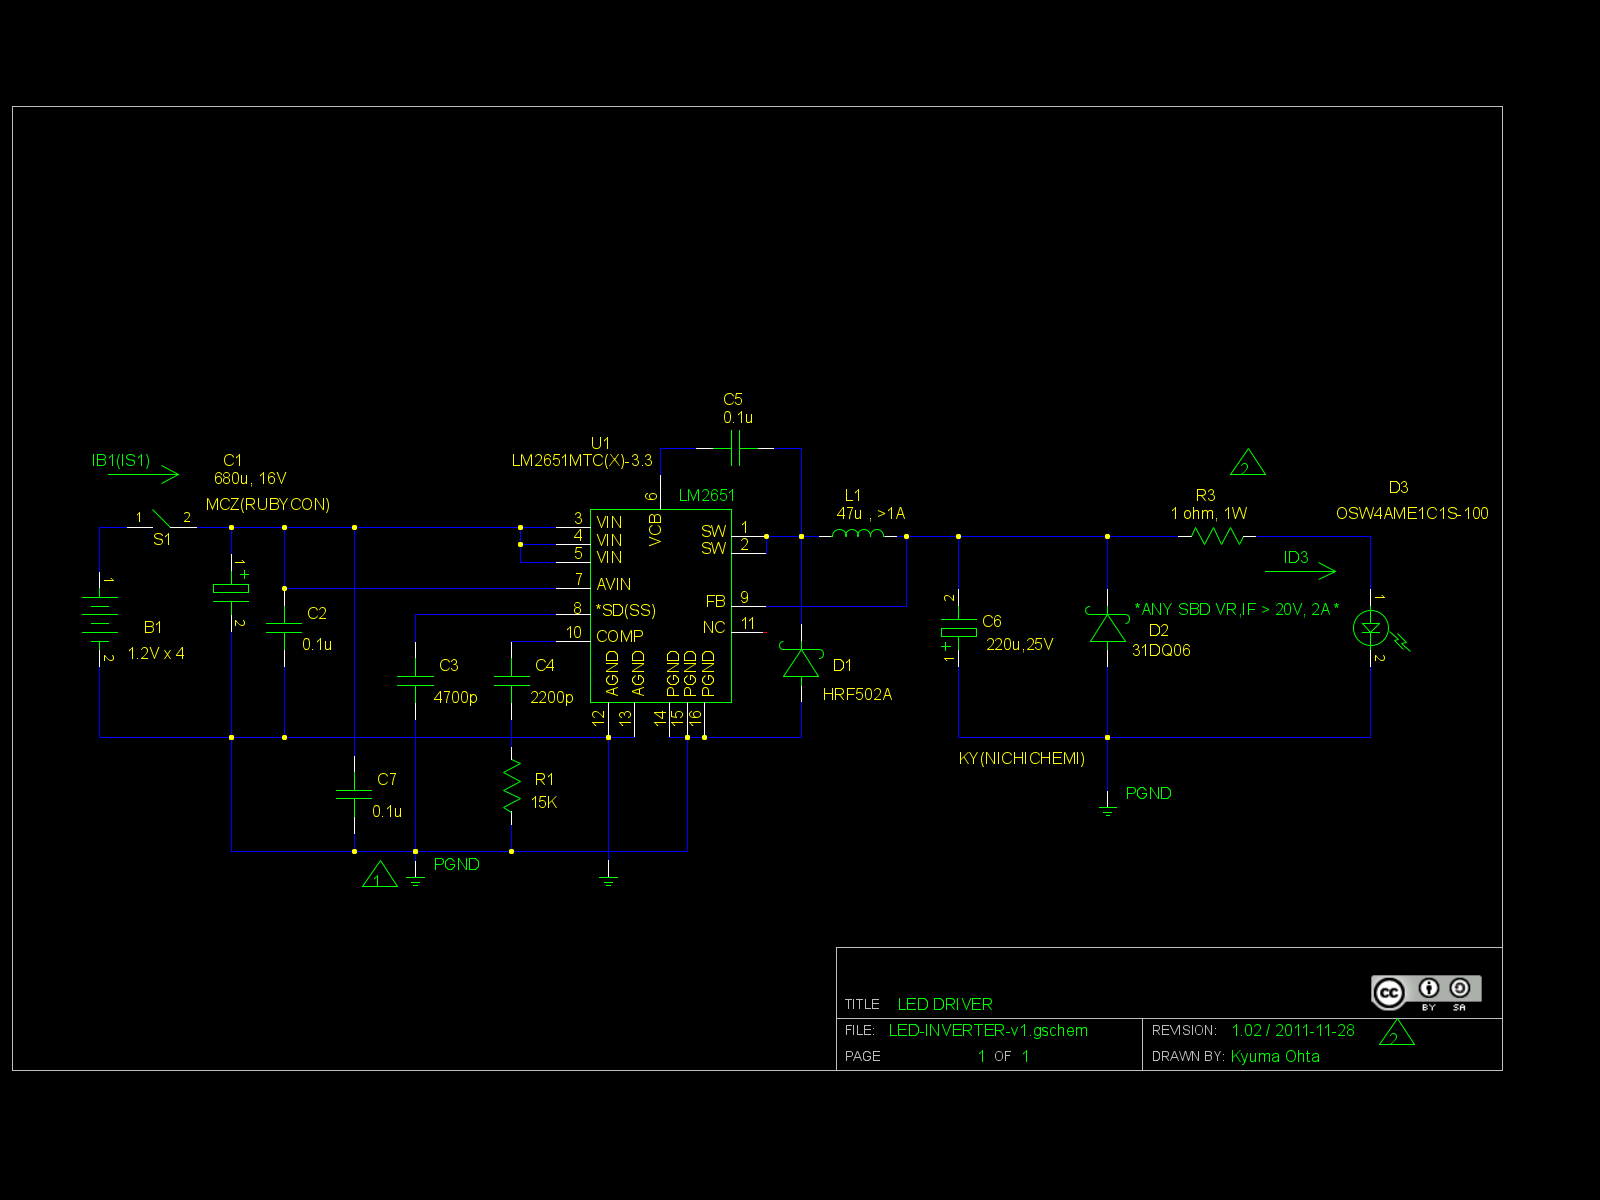 C5
0.1u
U1
LM2651MTC(X)-3.3
IB1(IS1)
C1
680u, 16V
MCZ(RUBYCON)
1 2
S1
6
LM2651
VCB
3 VIN
4 VIN
5 VIN
7 AVIN
8 *SD(SS)
10 COMP
SW 1
SW 2
FB 9
NC 11
AGND
AGND
PGND
PGND
PGND
12
13
14
15
16
L1
47u , >1A
2
R3
1 ohm, 1W
D3
OSW4AME1C1S-100
ID3
1
2
B1
1.2V x 4
1
+
2
C2
0.1u
C3
4700p
C4
2200p
D1
HRF502A
2
C6
220u,25V
+
1
*ANY SBD VR,IF > 20V, 2A *
D2
31DQ06
1
2
KY(NICHICHEMI)
C7
0.1u
R1
15K
PGND
1
PGND
TITLE LED DRIVER
cc BY SA
FILE: LED-INVERTER-v1.gschem
REVISION: 1.02 / 2011-11-28
2
PAGE 1 OF 1
DRAWN BY: Kyuma Ohta